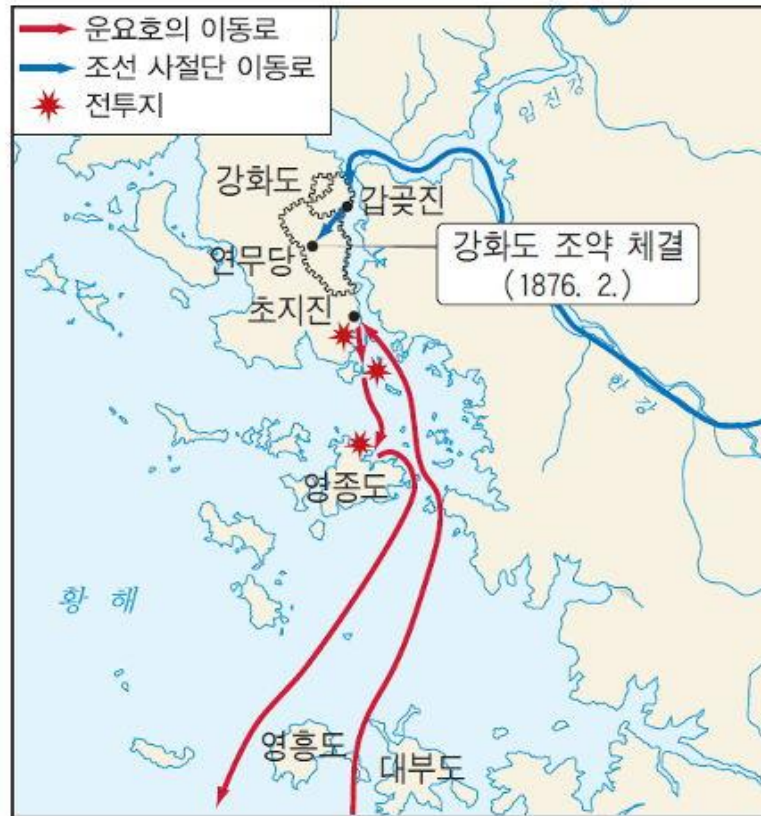 운요호의 이동로
조선 사절단 이동로
전투지
임진강
강화도
갑곶진
연무당
강화도 조약 체결
(1876. 2.)
초지진
한강
영종도
황해
영흥도
대부도